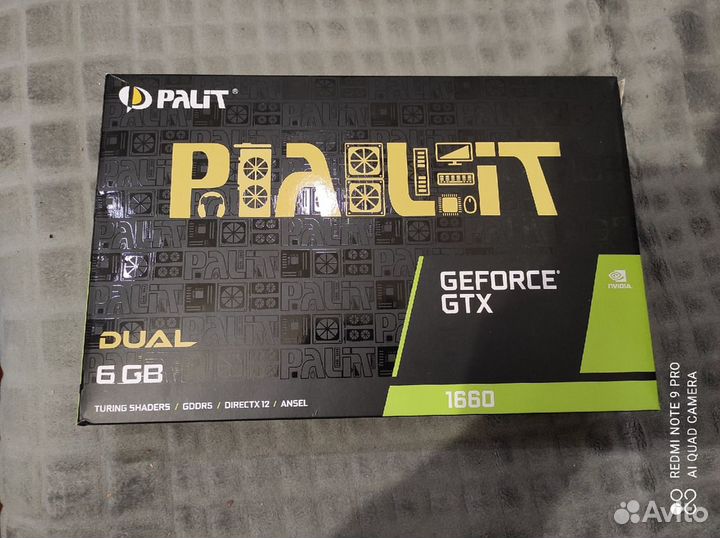 PALIT®
PALIT
GEFORCE®
GTX
NVIDIA.
DUAL
6 GB
1660
TURING SHADERS / GDDR5 / DIRECTX 12 / ANSEL
REDMI NOTE 9 PRO
AI QUAD CAMERA
Avito